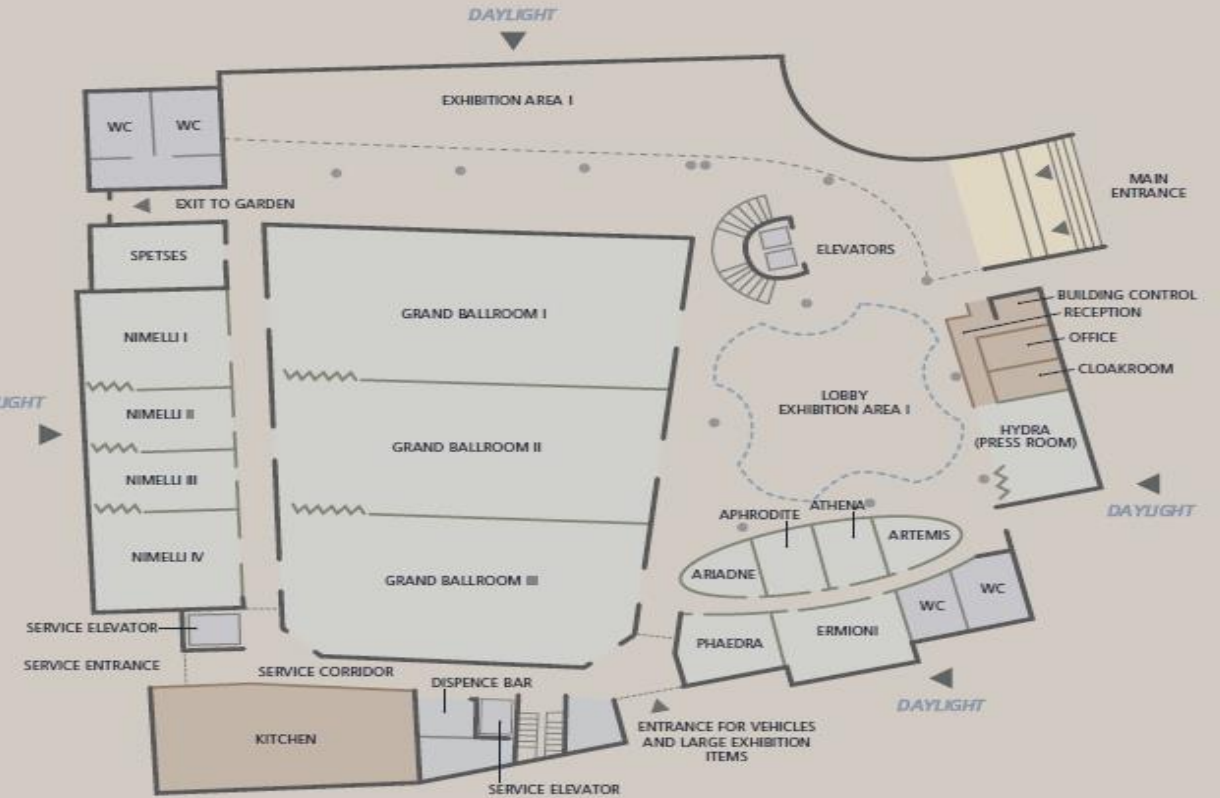 DAYLIGHT
EXHIBITION AREA I
WC
WC
MAIN
ENTRANCE
EXIT TO GARDEN
SPETSES
ELEVATORS
BUILDING CONTROL
RECEPTION
OFFICE
CLOAKROOM
GRAND BALLROOM I
NIMELLI I
LOBBY
EXHIBITION AREA I
LIGHT
NIMELLI II
HYDRA
(PRESS ROOM)
GRAND BALLROOM II
NIMELLI III
DAYLIGHT
APHRODITE
ATHENA
ARTEMIS
NIMELLI IV
GRAND BALLROOM III
ARIADNE
WC
WC
SERVICE ELEVATOR
PHAEDRA
ERMIONI
SERVICE ENTRANCE
SERVICE CORRIDOR
DISPENCE BAR
DAYLIGHT
KITCHEN
ENTRANCE FOR VEHICLES
AND LARGE EXHIBITION
ITEMS
SERVICE ELEVATOR